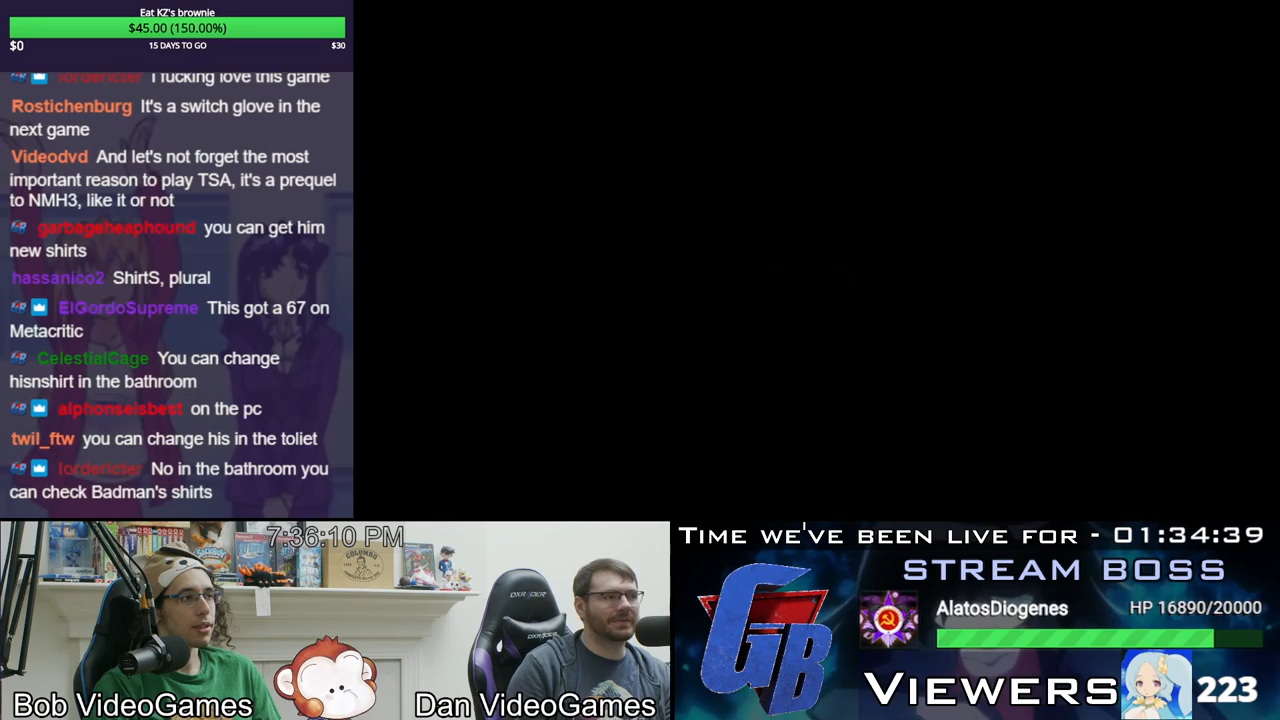 Eat KZ's brownie
$45.00 (150.00%)
$0 15 DAYS TO GO $30
lordericter I fucking love this game
Rostichenburg It's a switch glove in the
next game
Videodvd And let's not forget the most
important reason to play TSA, it's a prequel
to NMH3, like it or not
garbageheaphound you can get him
new shirts
hassanico2 ShirtS, plural
ElGordoSupreme This got a 67 on
Metacritic
CelestialCage You can change
hisnshirt in the bathroom
alphonseisbest on the pc
twil_ftw you can change his in the toliet
lordericter No in the bathroom you
can check Badman's shirts
7:36:10 PM
COLUMBO
DXRACER
DXRACER
Bob VideoGames
Dan VideoGames
Time we've been live for - 01:34:39
STREAM BOSS
AlatosDiogenes HP 16890/20000
GB
Viewers 223